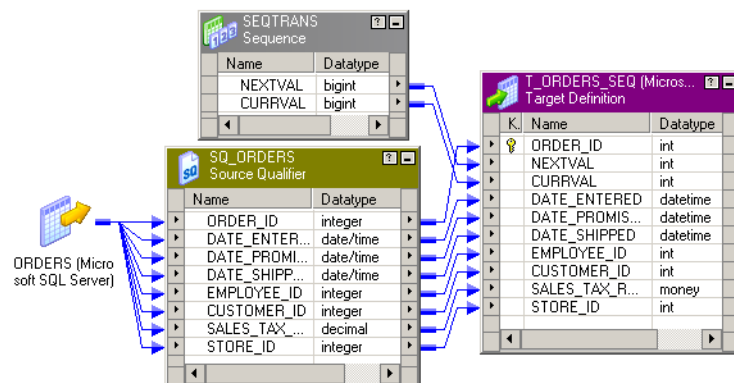 SEQTRANS
Sequence
Name Datatype
NEXTVAL bigint
CURRVAL bigint
T_ORDERS_SEQ (Micros...
Target Definition
K. Name Datatype
ORDER_ID int
NEXTVAL int
CURRVAL int
DATE_ENTERED datetime
DATE_PROMIS... datetime
DATE_SHIPPED datetime
EMPLOYEE_ID int
CUSTOMER_ID int
SALES_TAX_R... money
STORE_ID int
SQ_ORDERS
Source Qualifier
Name Datatype
ORDER_ID integer
DATE_ENTER... date/time
DATE_PROMI... date/time
DATE_SHIPP... date/time
EMPLOYEE_ID integer
CUSTOMER_ID integer
SALES_TAX_... decimal
STORE_ID integer
ORDERS (Micro
soft SQL Server)